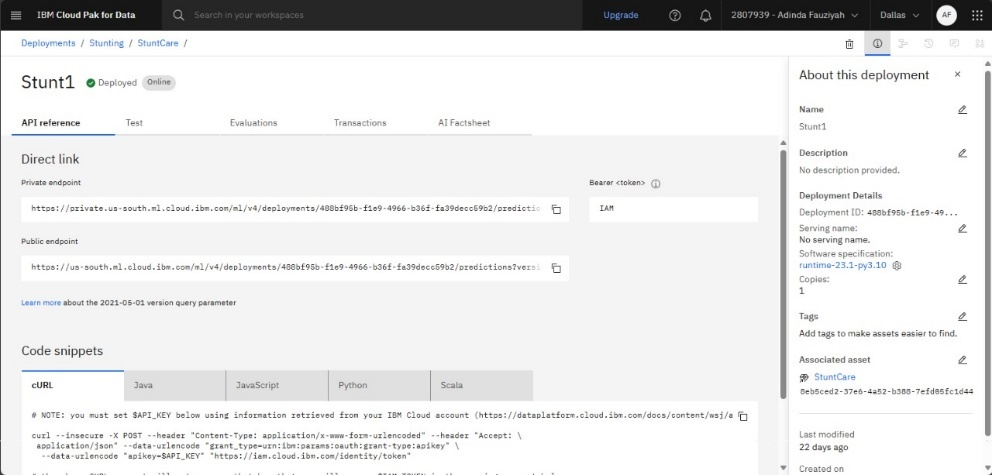 IBM Cloud Pak for Data
Search in your workspaces
Upgrade
2807939 - Adinda Fauziyah
Dallas
AF
Deployments / Stunting / StuntCare /
Stunt1
Deployed
Online
API reference
Test
Evaluations
Transactions
AI Factsheet
Direct link
Private endpoint
https://private.us-south.ml.cloud.ibm.com/ml/v4/deployments/488bf95b-f1e9-4966-b36f-fa39decc59b2/predictio
Bearer <token>
IAM
Public endpoint
https://us-south.ml.cloud.ibm.com/ml/v4/deployments/488bf95b-f1e9-4966-b36f-fa39decc59b2/predictions?versi
Learn more about the 2021-05-01 version query parameter
Code snippets
cURL
Java
JavaScript
Python
Scala
# NOTE: you must set $API_KEY below using information retrieved from your IBM Cloud account (https://dataplatform.cloud.ibm.com/docs/content/wsj/a
curl --insecure -X POST --header "Content-Type: application/x-www-form-urlencoded" --header "Accept: \
application/json" --data-urlencode "grant_type=urn:ibm:params:oauth:grant-type:apikey" \
--data-urlencode "apikey=$API_KEY" "https://iam.cloud.ibm.com/identity/token"
About this deployment
Name
Stunt1
Description
No description provided.
Deployment Details
Deployment ID: 488bf95b-f1e9-49...
Serving name:
No serving name.
Software specification:
runtime-23.1-py3.10
Copies:
1
Tags
Add tags to make assets easier to find.
Associated asset
StuntCare
8eb5ced2-37e6-4a52-b388-7efd85fc1d44
Last modified
22 days ago
Created on